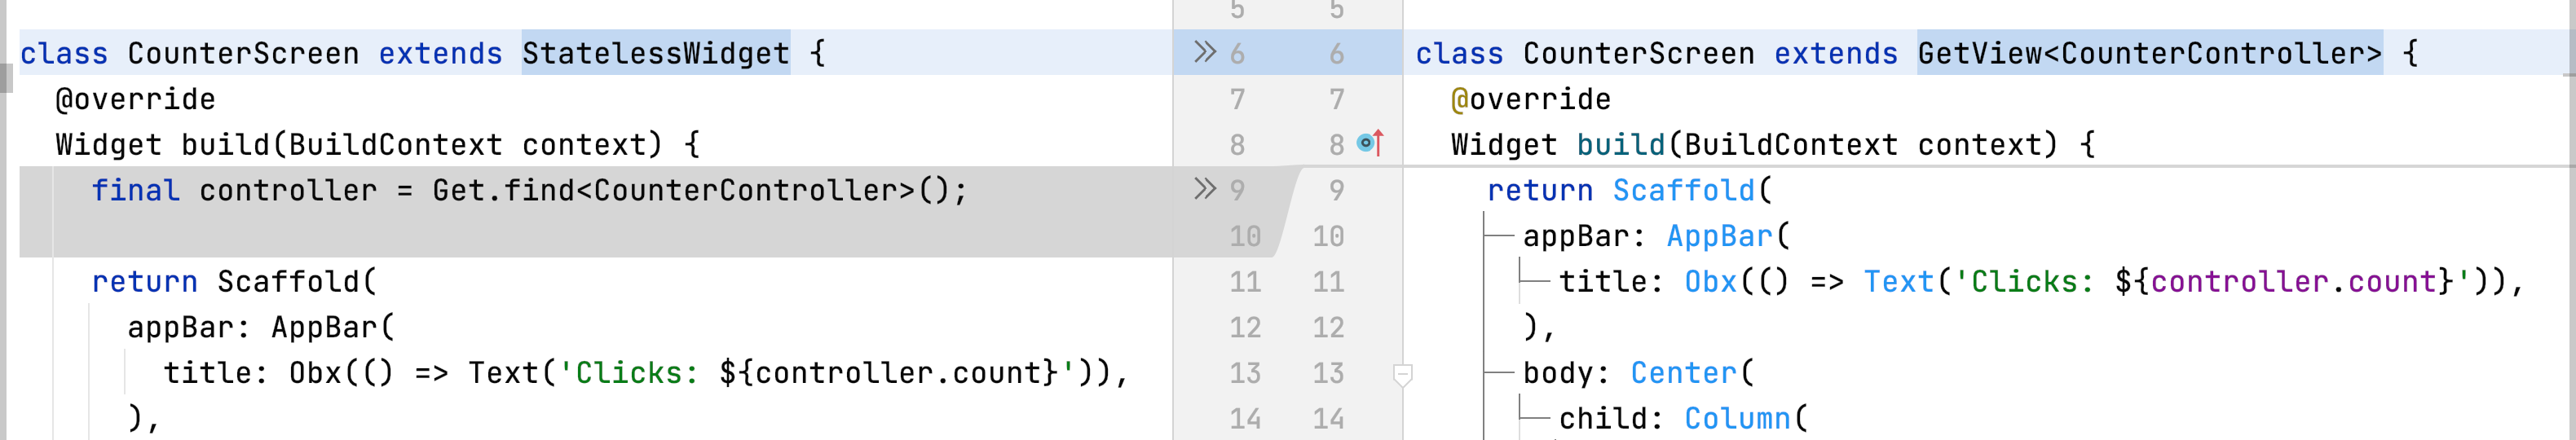 5 5
class CounterScreen extends StatelessWidget {
@override
Widget build(BuildContext context) {
final controller = Get.find<CounterController>();
return Scaffold(
appBar: AppBar(
title: Obx(() => Text('Clicks: ${controller.count}')),
),
6 6
7 7
8 8
9 9
10 10
11 11
12 12
13 13
14 14
class CounterScreen extends GetView<CounterController> {
@override
Widget build(BuildContext context) {
return Scaffold(
appBar: AppBar(
title: Obx(() => Text('Clicks: ${controller.count}')),
),
body: Center(
child: Column(